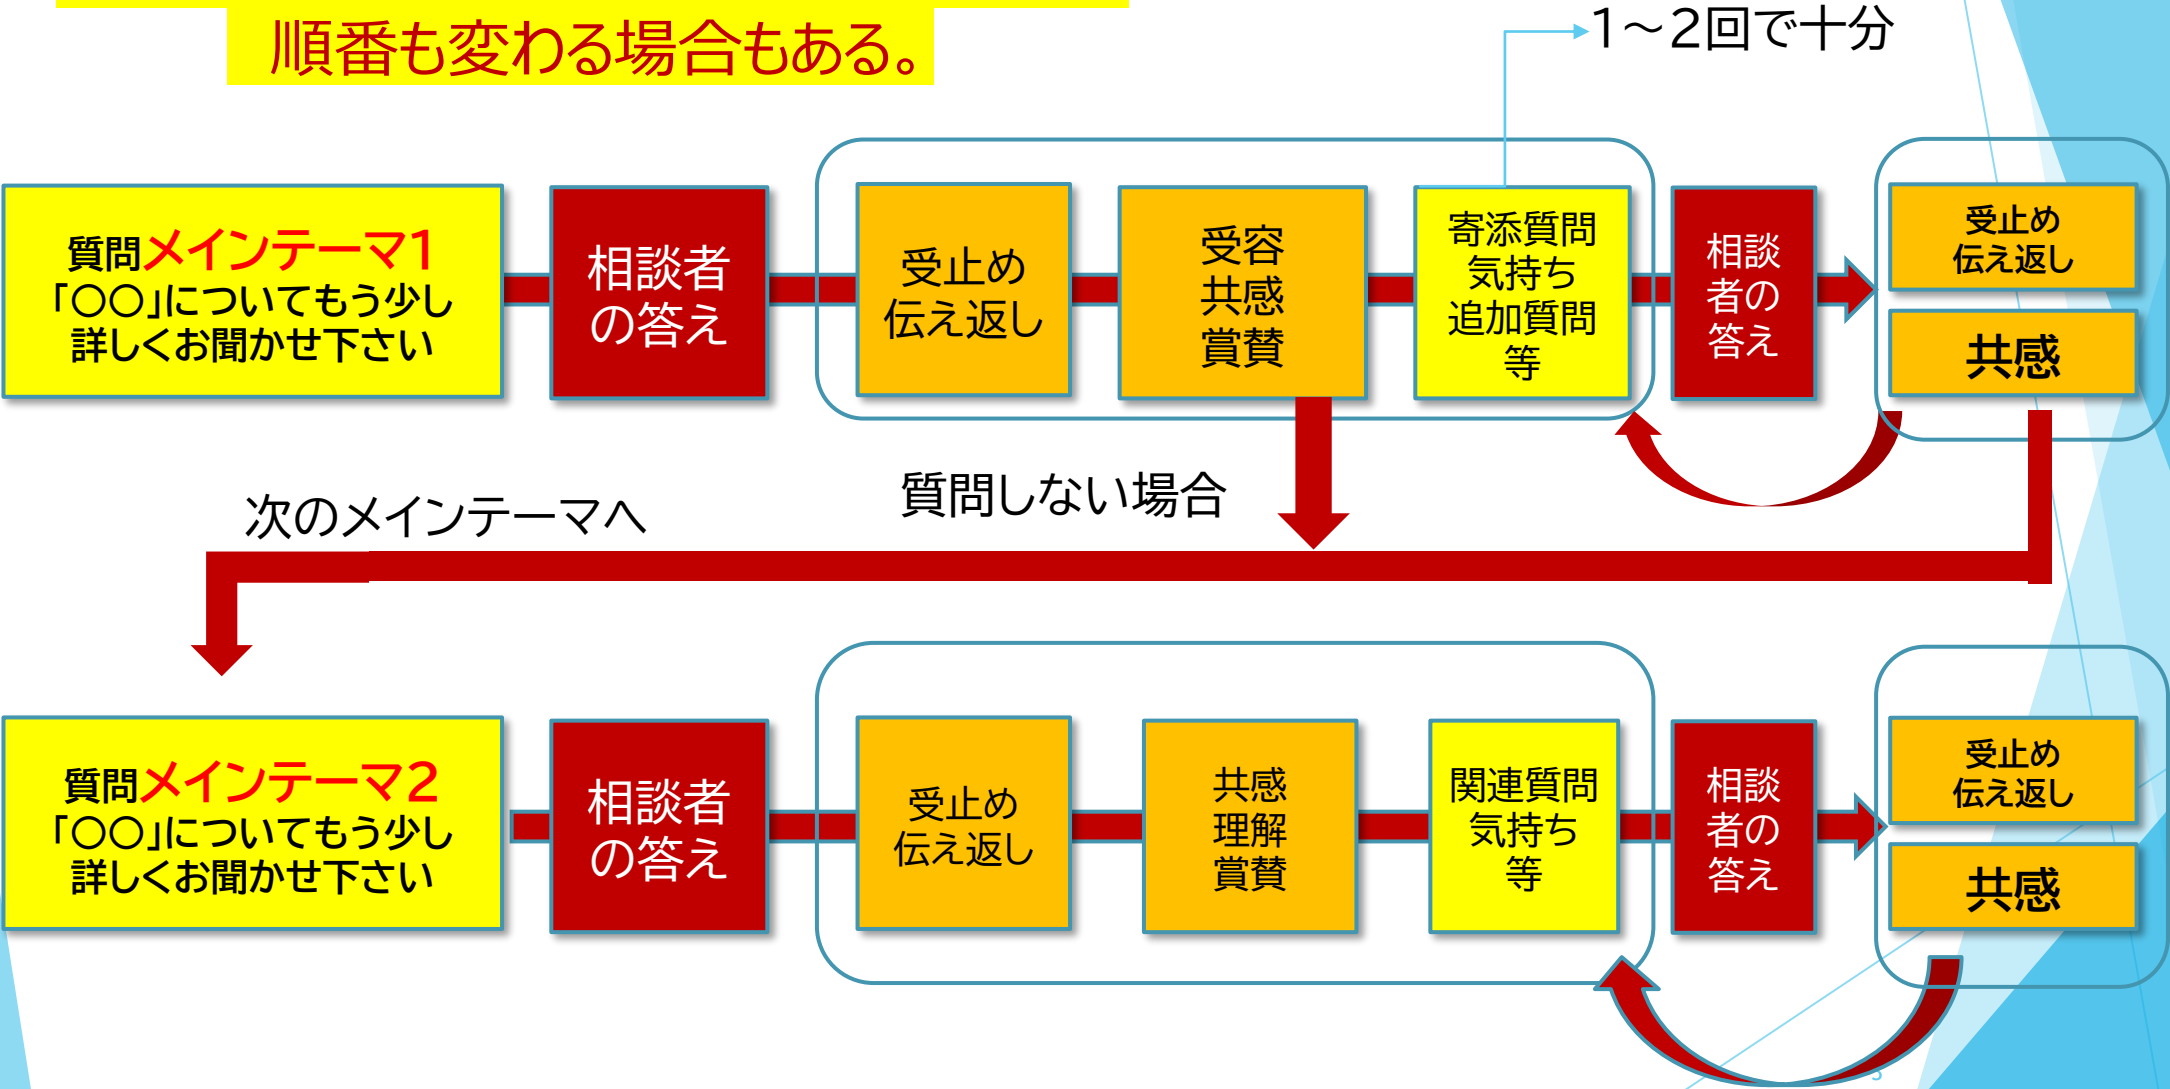 順番も変わる場合もある。
1～2回で十分
質問メインテーマ1
「〇〇」についてもう少し
詳しくお聞かせ下さい
相談者
の答え
受止め
伝え返し
受容
共感
賞賛
寄添質問
気持ち
追加質問
等
相談
者の
答え
受止め
伝え返し
共感
質問しない場合
次のメインテーマへ
質問メインテーマ2
「〇〇」についてもう少し
詳しくお聞かせ下さい
相談者
の答え
受止め
伝え返し
共感
理解
賞賛
関連質問
気持ち
等
相談
者の
答え
受止め
伝え返し
共感